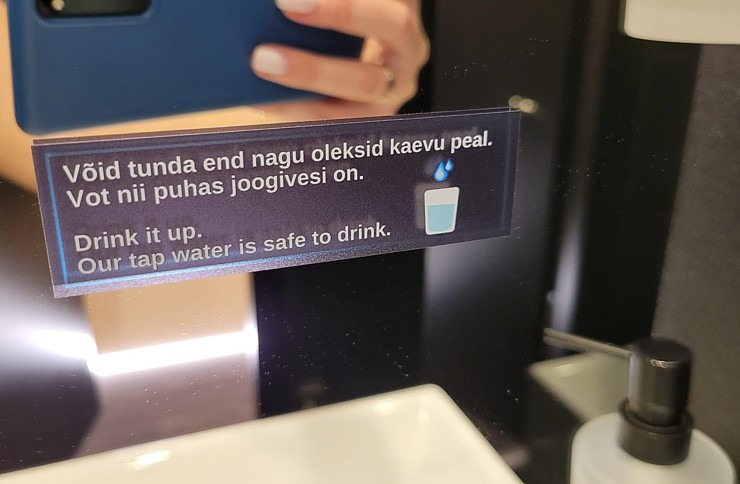 Võid tunda end nagu oleksid kaevu peal.
Vot nii puhas joogivesi on.
Drink it up.
Our tap water is safe to drink.